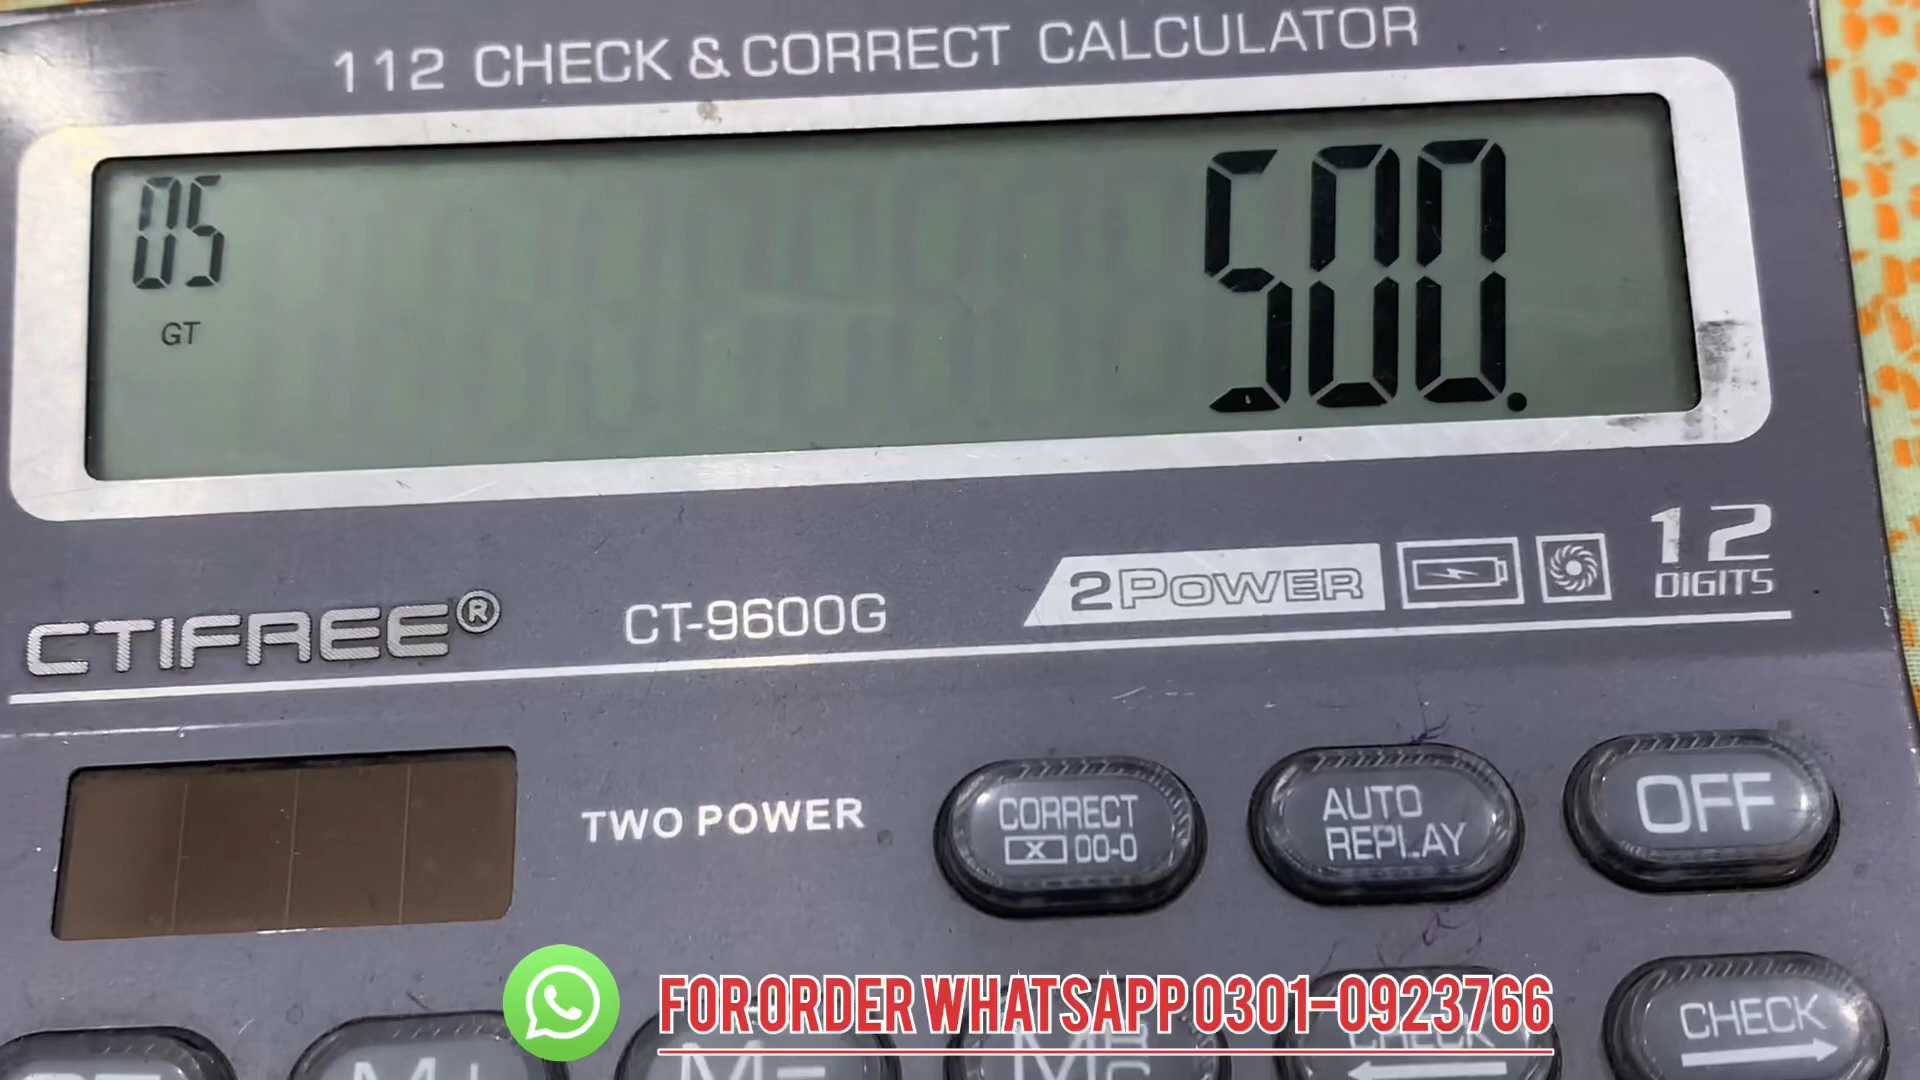 112 CHECK & CORRECT CALCULATOR
05
500.
GT
CTIFREE®
CT-9600G
2POWER
12
DIGITS
TWO POWER
CORRECT
X 00-0
AUTO
REPLAY
OFF
FOR ORDER WHATSAPP 0301-0923766
M+
M-
CHECK
CHECK